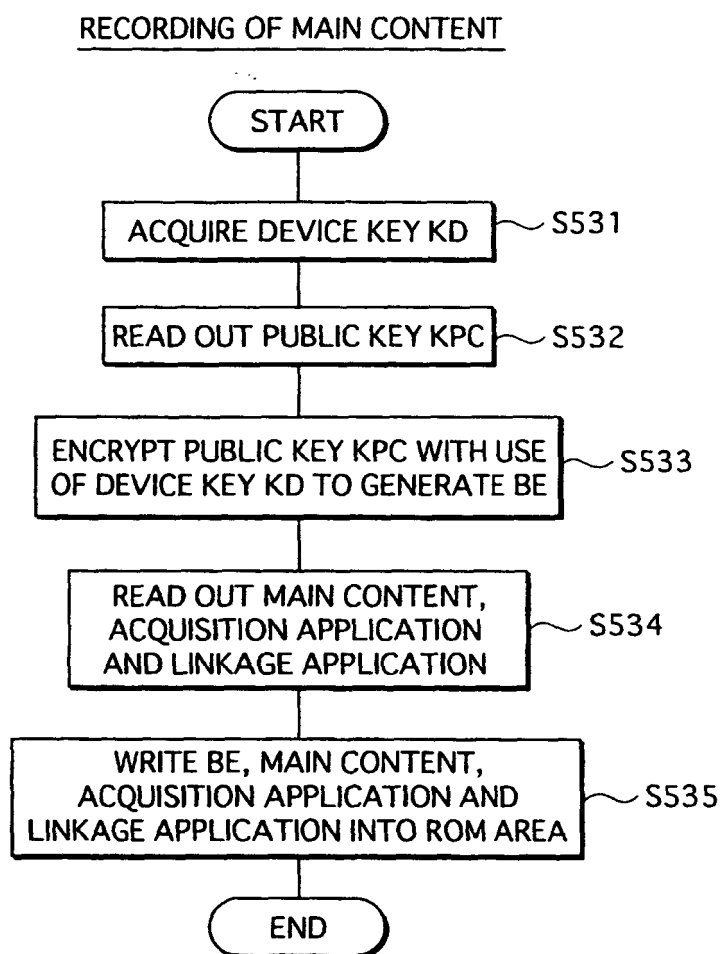 RECORDING OF MAIN CONTENT
START
ACQUIRE DEVICE KEY KD
S531
READ OUT PUBLIC KEY KPC
S532
ENCRYPT PUBLIC KEY KPC WITH USE
OF DEVICE KEY KD TO GENERATE BE
S533
READ OUT MAIN CONTENT,
ACQUISITION APPLICATION
AND LINKAGE APPLICATION
S534
WRITE BE, MAIN CONTENT,
ACQUISITION APPLICATION AND
LINKAGE APPLICATION INTO ROM AREA
S535
END